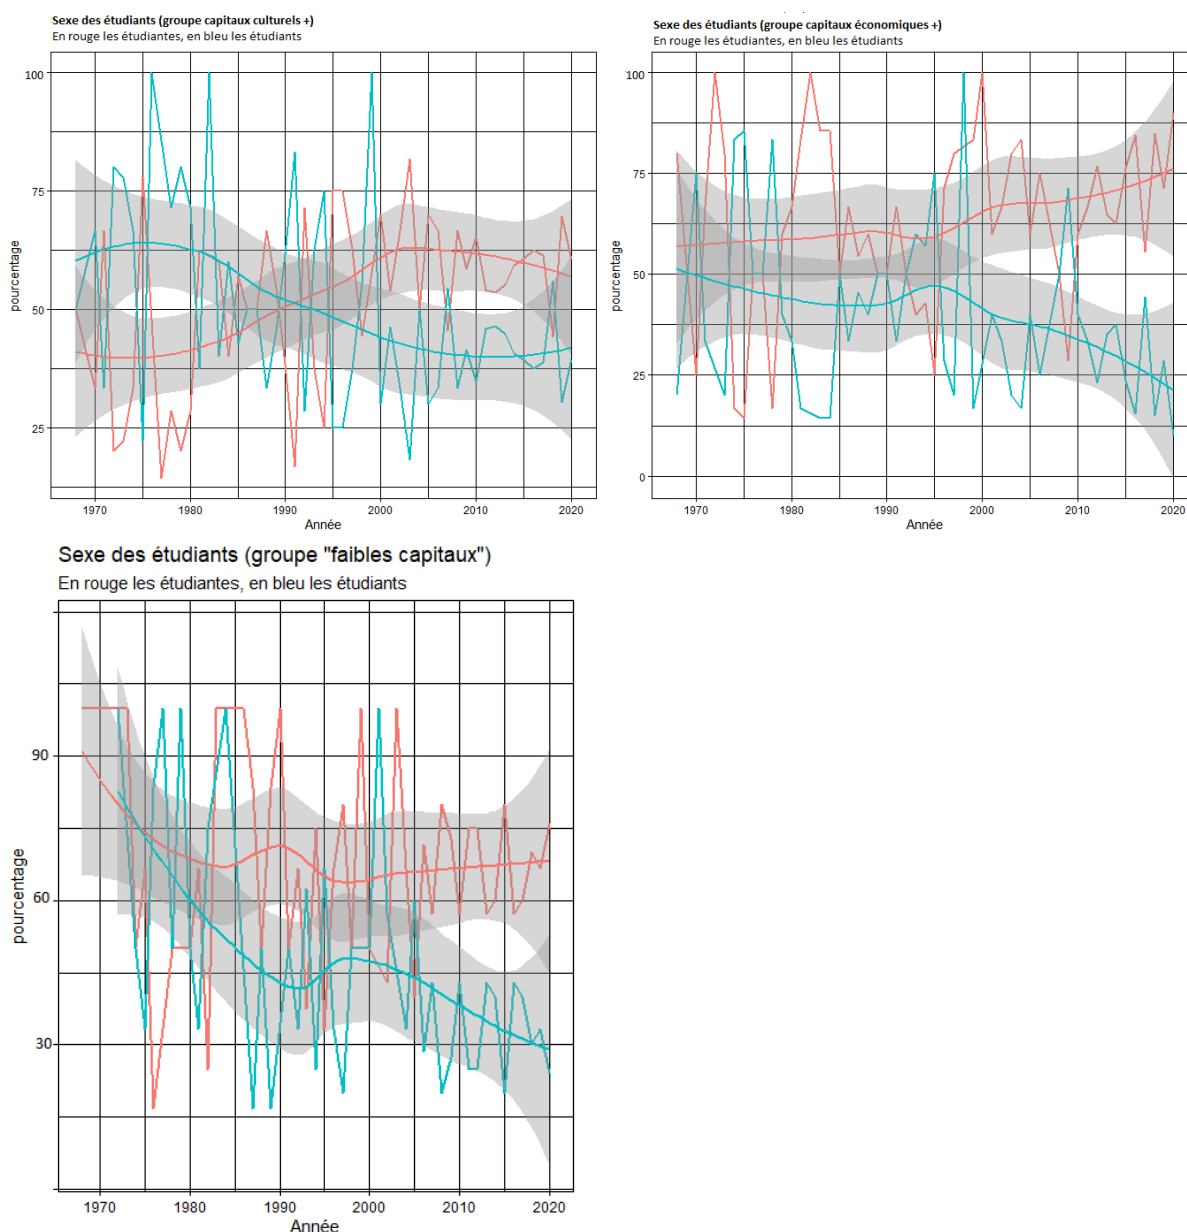 Sexe des étudiants (groupe capitaux culturels +)
En rouge les étudiantes, en bleu les étudiants
100
75
50
25
pourcentage
1970
1980
1990
2000
2010
2020
Année
Sexe des étudiants (groupe capitaux économiques +)
En rouge les étudiantes, en bleu les étudiants
100
75
50
25
0
pourcentage
1970
1980
1990
2000
2010
2020
Année
Sexe des étudiants (groupe "faibles capitaux")
En rouge les étudiantes, en bleu les étudiants
90
60
30
pourcentage
1970
1980
1990
2000
2010
2020
Année